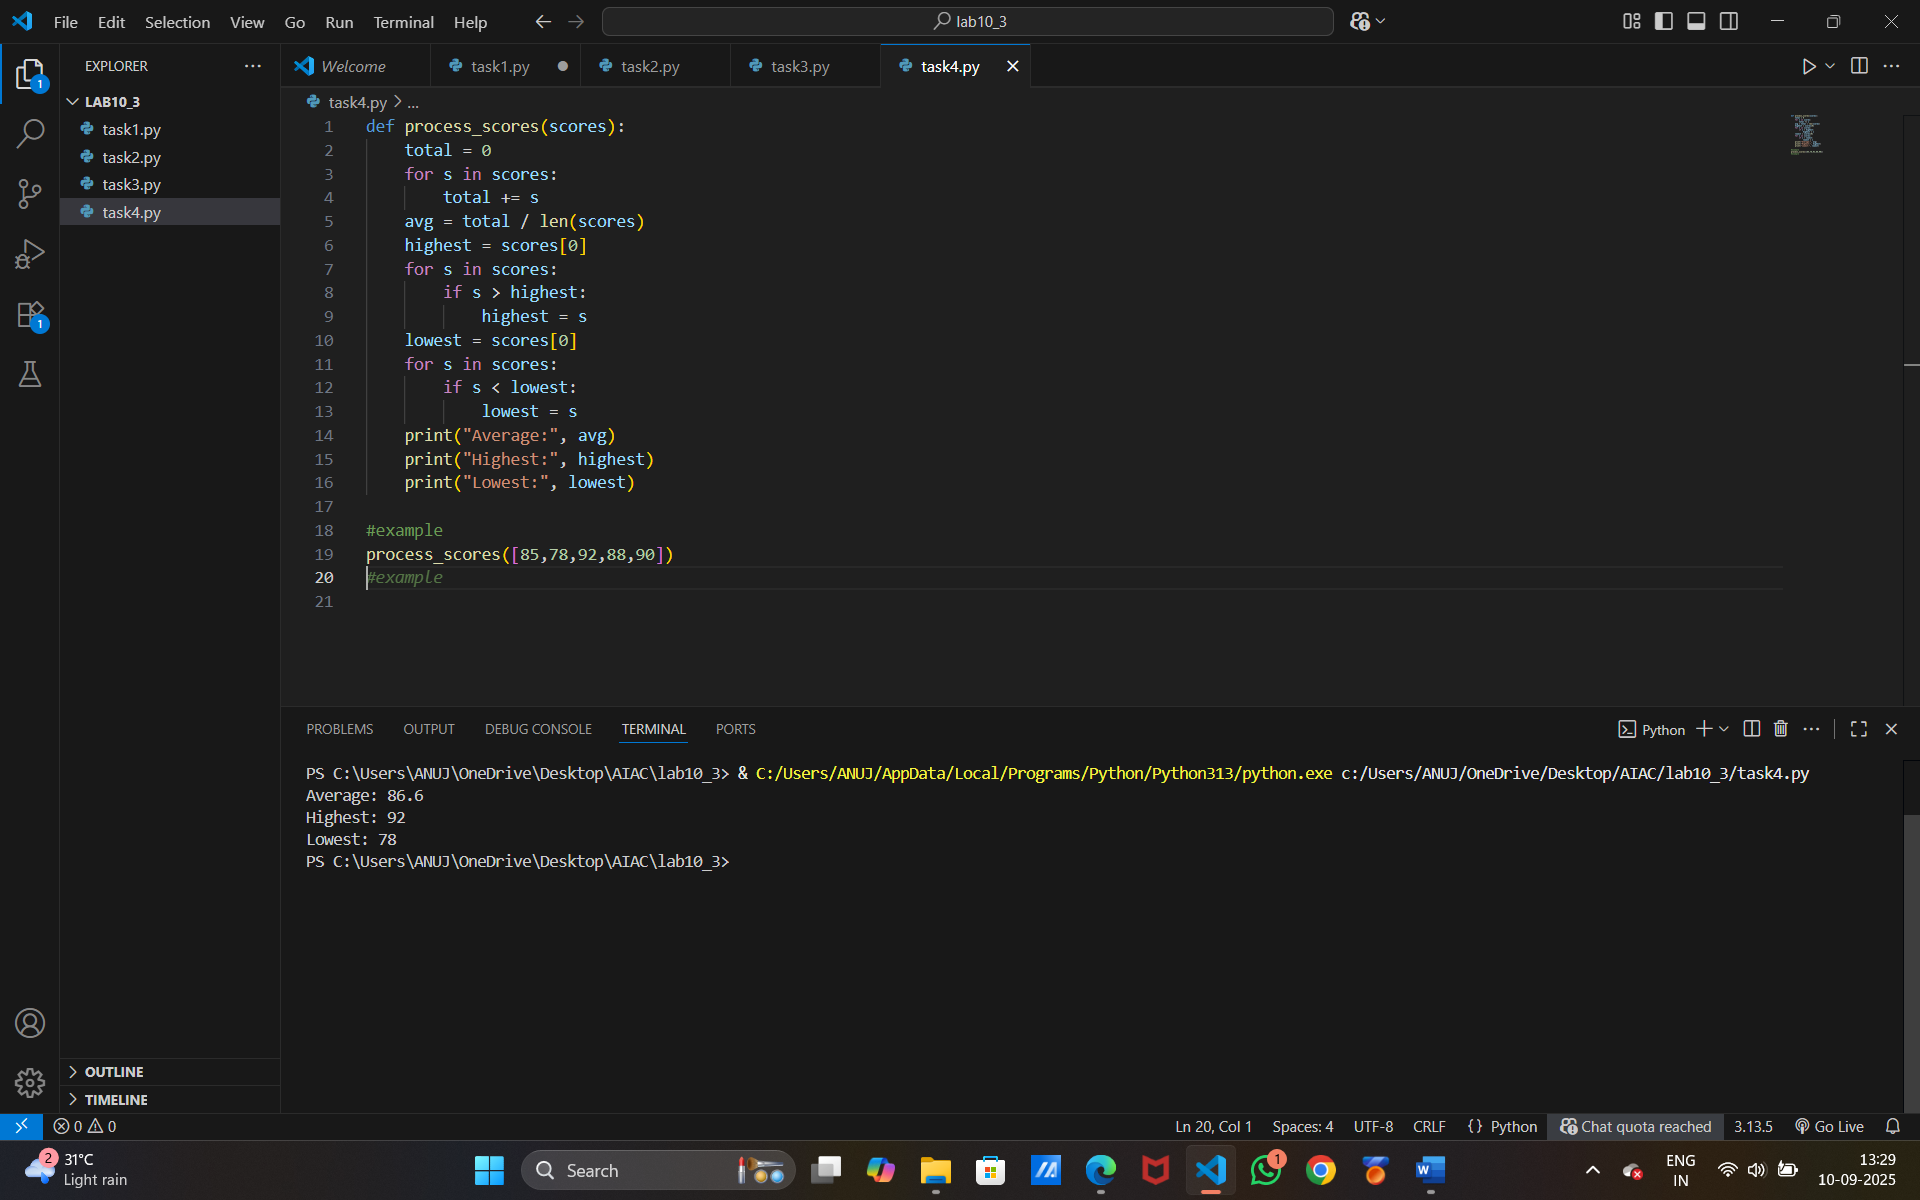 File Edit Selection View Go Run Terminal Help
lab10_3
EXPLORER
LAB10_3
task1.py
task2.py
task3.py
task4.py
OUTLINE
TIMELINE
1
1
Welcome task1.py task2.py task3.py task4.py
task4.py > ...
1 def process_scores(scores):
2     total = 0
3     for s in scores:
4         total += s
5     avg = total / len(scores)
6     highest = scores[0]
7     for s in scores:
8         if s > highest:
9             highest = s
10     lowest = scores[0]
11     for s in scores:
12         if s < lowest:
13             lowest = s
14     print("Average:", avg)
15     print("Highest:", highest)
16     print("Lowest:", lowest)
17
18 #example
19 process_scores([85,78,92,88,90])
20 #example
21
PROBLEMS OUTPUT DEBUG CONSOLE TERMINAL PORTS
Python
PS C:\Users\ANUJ\OneDrive\Desktop\AIAC\lab10_3> & C:/Users/ANUJ/AppData/Local/Programs/Python/Python313/python.exe c:/Users/ANUJ/OneDrive/Desktop/AIAC/lab10_3/task4.py
Average: 86.6
Highest: 92
Lowest: 78
PS C:\Users\ANUJ\OneDrive\Desktop\AIAC\lab10_3>
0 0
Ln 20, Col 1 Spaces: 4 UTF-8 CRLF {} Python Chat quota reached 3.13.5 Go Live
2
31°C
Light rain
Search
1
ENG
IN
13:29
10-09-2025